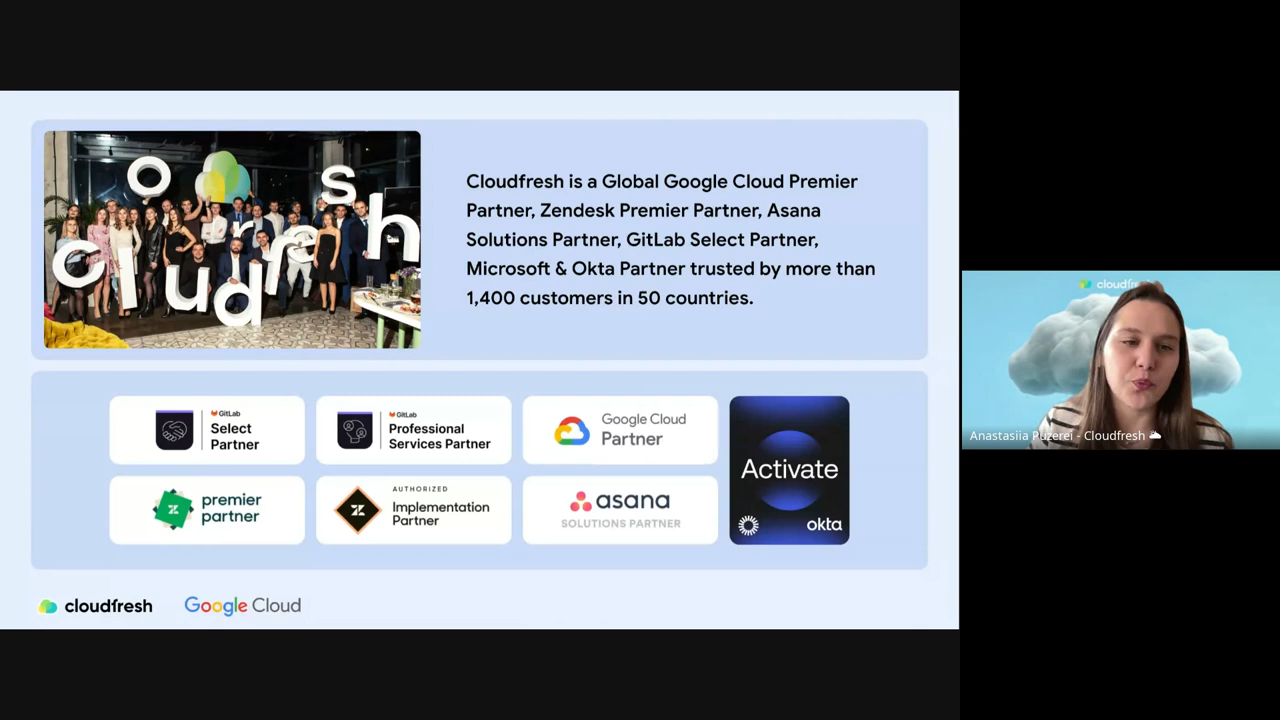 cloudfresh
Cloudfresh is a Global Google Cloud Premier
Partner, Zendesk Premier Partner, Asana
Solutions Partner, GitLab Select Partner,
Microsoft & Okta Partner trusted by more than
1,400 customers in 50 countries.
GitLab
Select
Partner
GitLab
Professional
Services Partner
Google Cloud
Partner
Activate
okta
premier
partner
AUTHORIZED
Implementation
Partner
asana
SOLUTIONS PARTNER
cloudfresh
Google Cloud
Anastasiia Puzerei - Cloudfresh